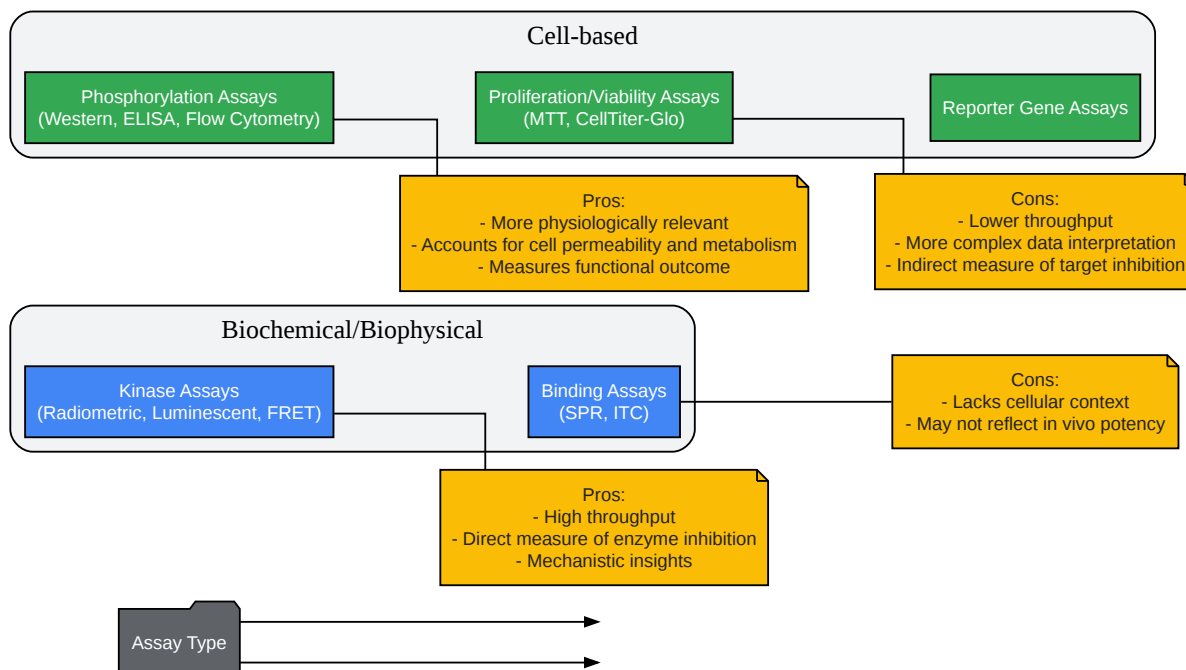 Cell-based
Phosphorylation Assays
(Western, ELISA, Flow Cytometry)
Proliferation/Viability Assays
(MTT, CellTiter-Glo)
Reporter Gene Assays
Pros:
- More physiologically relevant
- Accounts for cell permeability and metabolism
- Measures functional outcome
Cons:
- Lower throughput
- More complex data interpretation
- Indirect measure of target inhibition
Biochemical/Biophysical
Kinase Assays
(Radiometric, Luminescent, FRET)
Binding Assays
(SPR, ITC)
Cons:
- Lacks cellular context
- May not reflect in vivo potency
Pros:
- High throughput
- Direct measure of enzyme inhibition
- Mechanistic insights
Assay Type